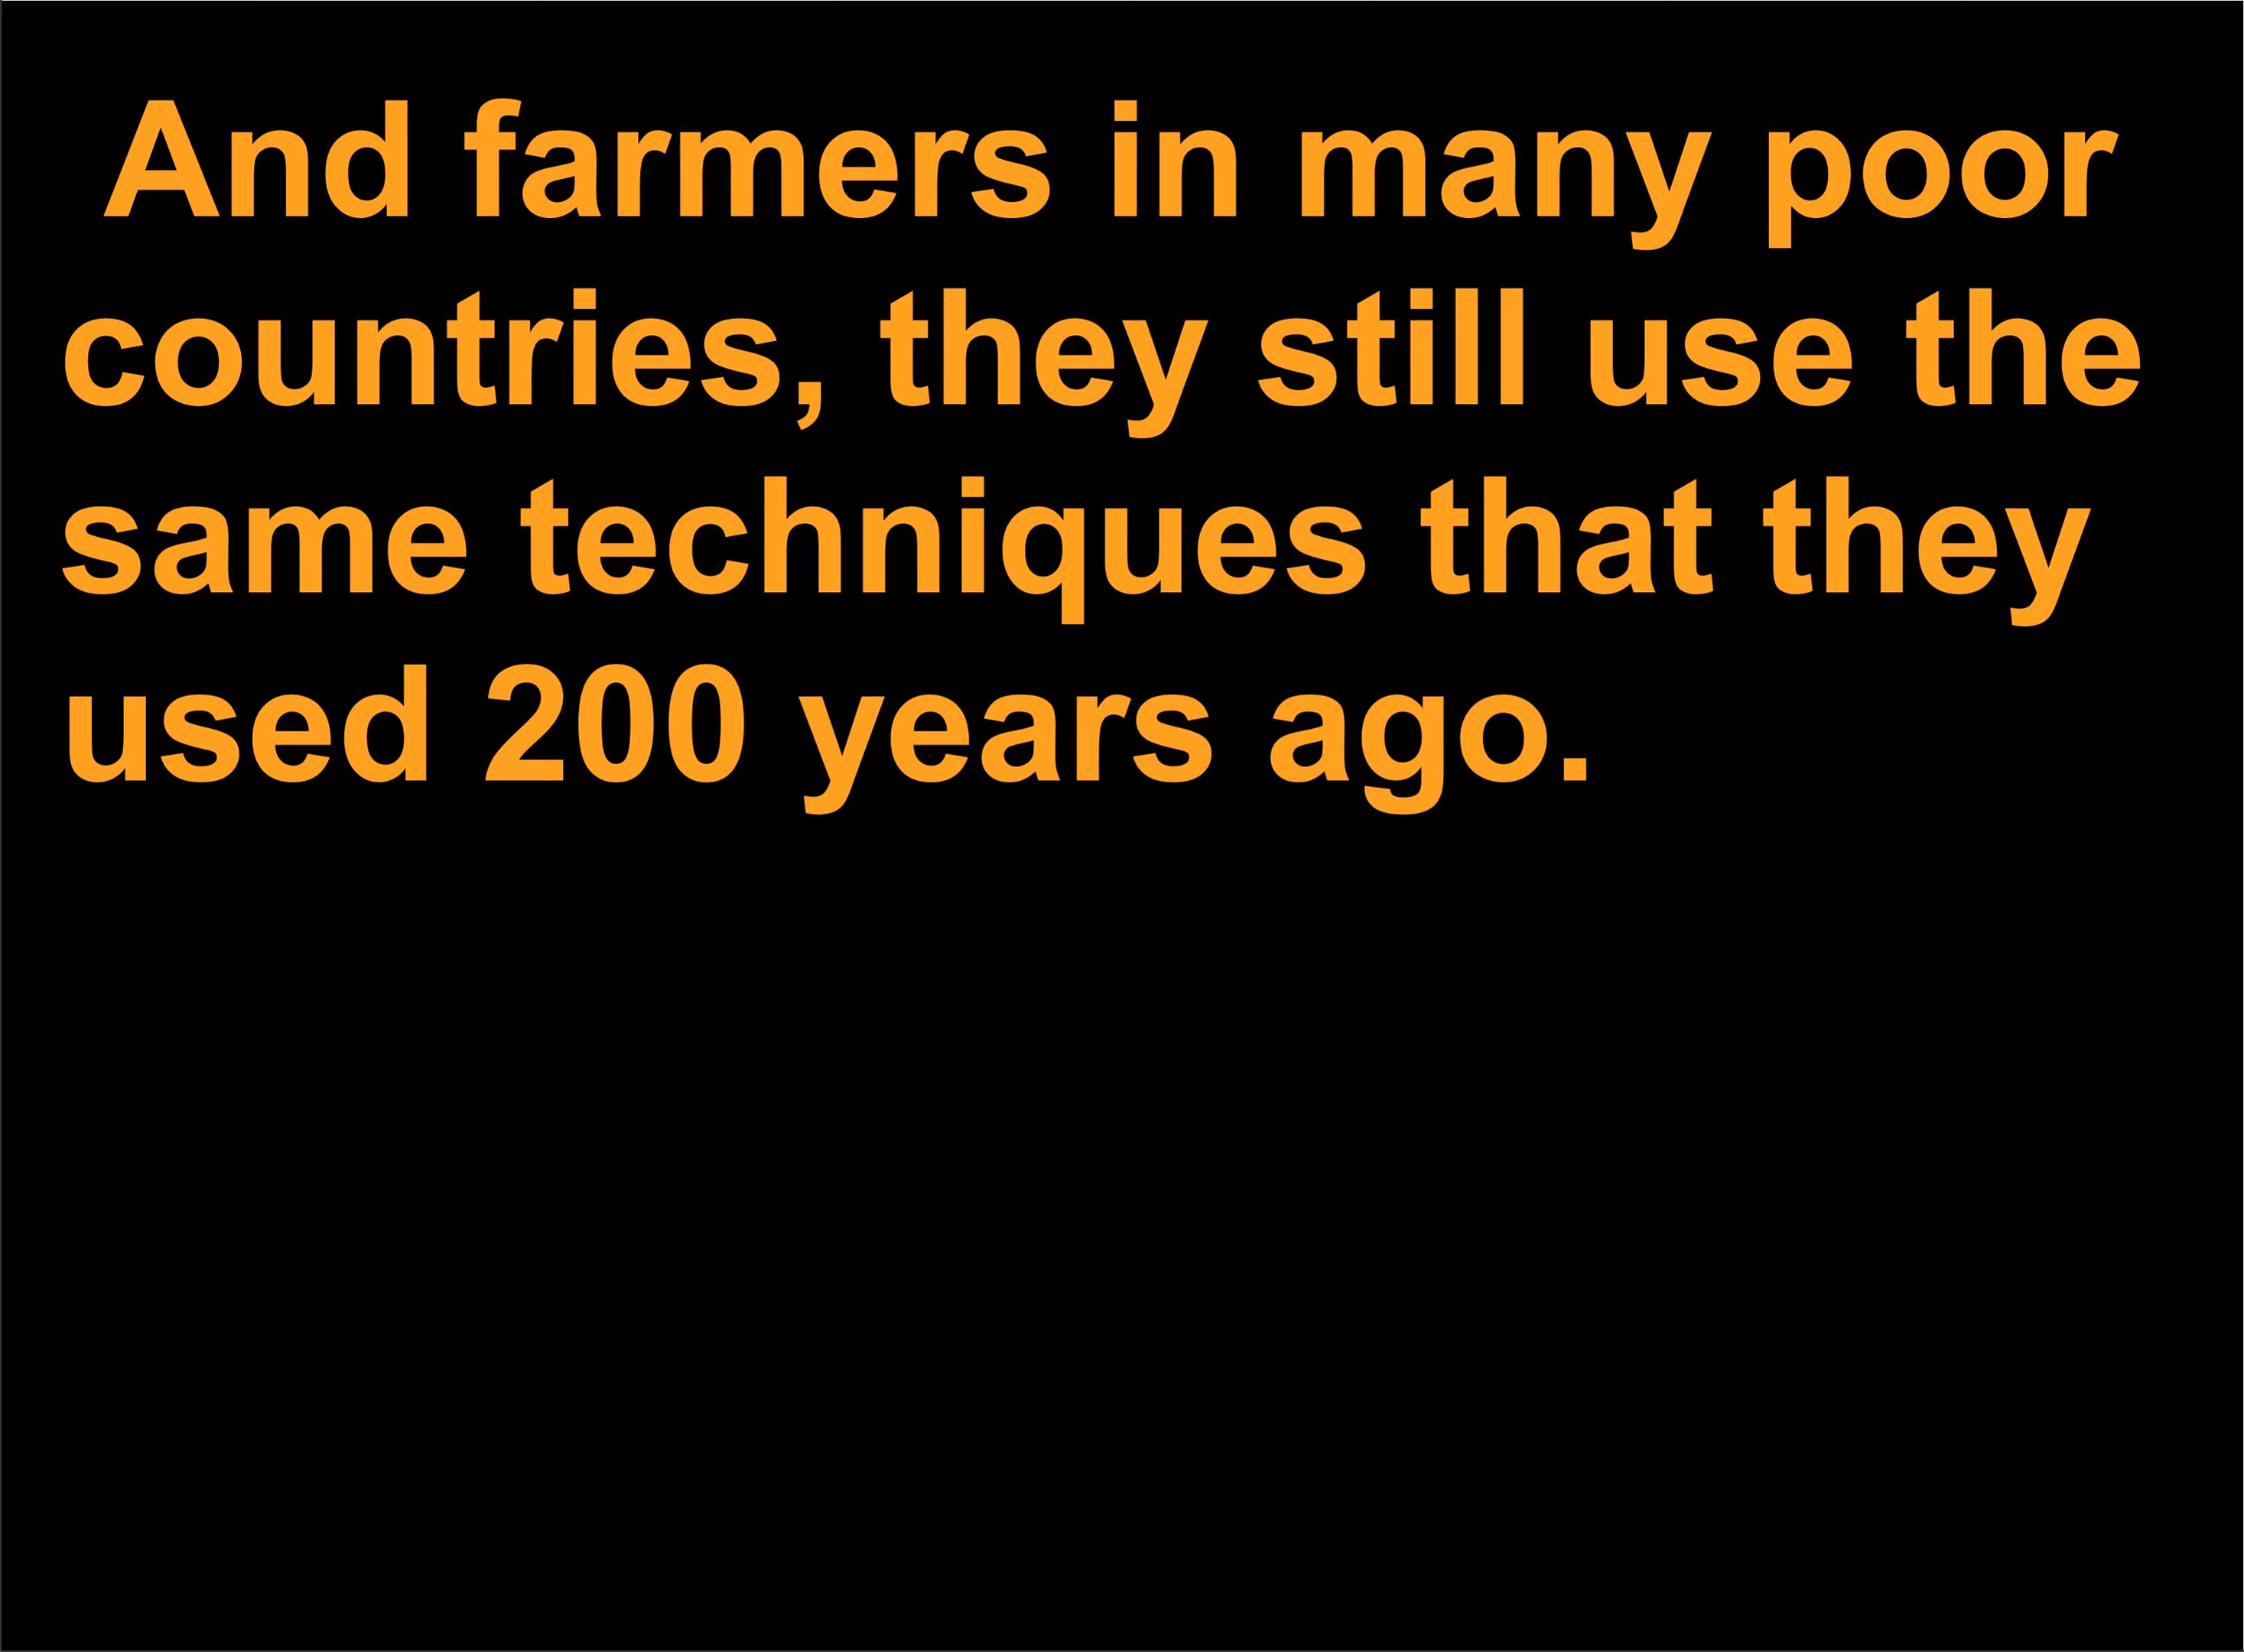 And farmers in many poor
countries, they still use the
same techniques that they
used 200 years ago.